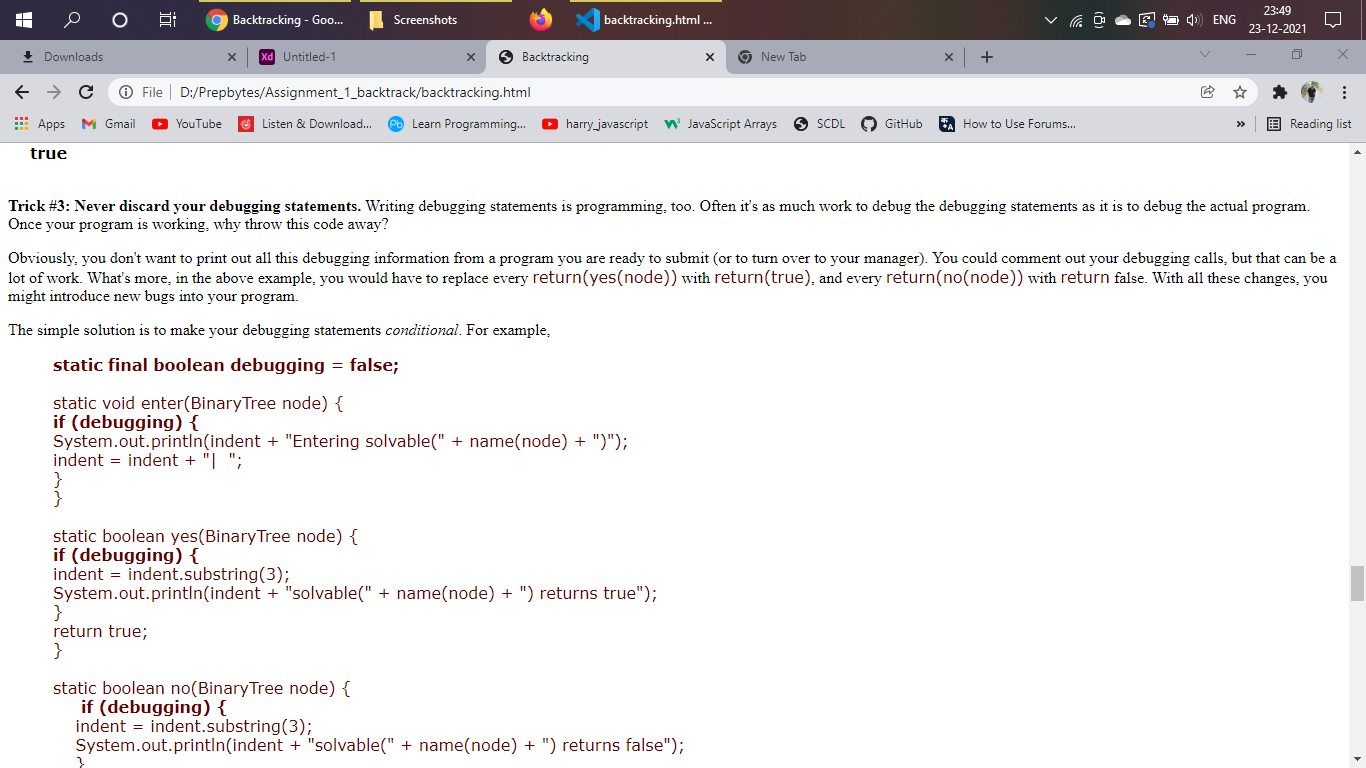 Backtracking - Goo...
Screenshots
backtracking.html ...
ENG
23:49
23-12-2021
Downloads
Xd Untitled-1
Backtracking
New Tab
File
D:/Prepbytes/Assignment_1_backtrack/backtracking.html
Apps
Gmail
YouTube
Listen & Download...
Pb Learn Programming...
harry_javascript
JavaScript Arrays
SCDL
GitHub
How to Use Forums...
»
Reading list
true
Trick #3: Never discard your debugging statements. Writing debugging statements is programming, too. Often it's as much work to debug the debugging statements as it is to debug the actual program.
Once your program is working, why throw this code away?
Obviously, you don't want to print out all this debugging information from a program you are ready to submit (or to turn over to your manager). You could comment out your debugging calls, but that can be a
lot of work. What's more, in the above example, you would have to replace every return(yes(node)) with return(true), and every return(no(node)) with return false. With all these changes, you
might introduce new bugs into your program.
The simple solution is to make your debugging statements conditional. For example,
static final boolean debugging = false;
static void enter(BinaryTree node) {
if (debugging) {
System.out.println(indent + "Entering solvable(" + name(node) + ")");
indent = indent + "|  ";
}
}
static boolean yes(BinaryTree node) {
if (debugging) {
indent = indent.substring(3);
System.out.println(indent + "solvable(" + name(node) + ") returns true");
}
return true;
}
static boolean no(BinaryTree node) {
if (debugging) {
indent = indent.substring(3);
System.out.println(indent + "solvable(" + name(node) + ") returns false");
}